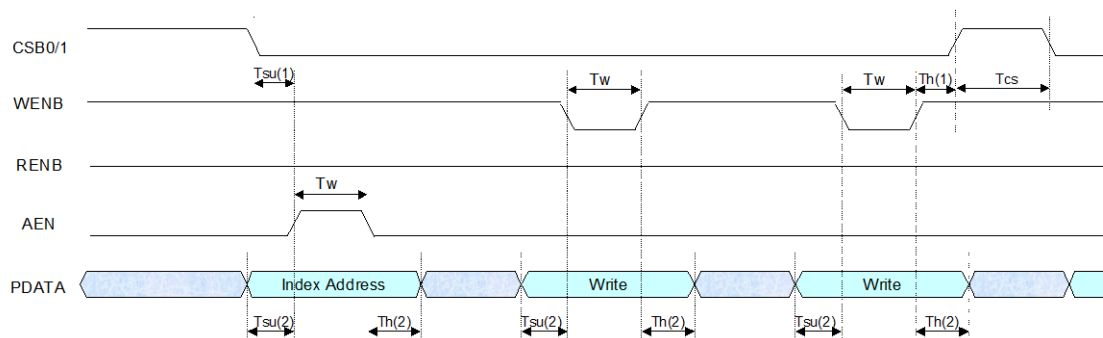 CSB0/1
Tsu(1)
Tw
Tw
Th(1)
Tcs
WENB
RENB
Tw
AEN
PDATA
Index Address
Write
Write
Tsu(2)
Th(2)
Tsu(2)
Th(2)
Tsu(2)
Th(2)